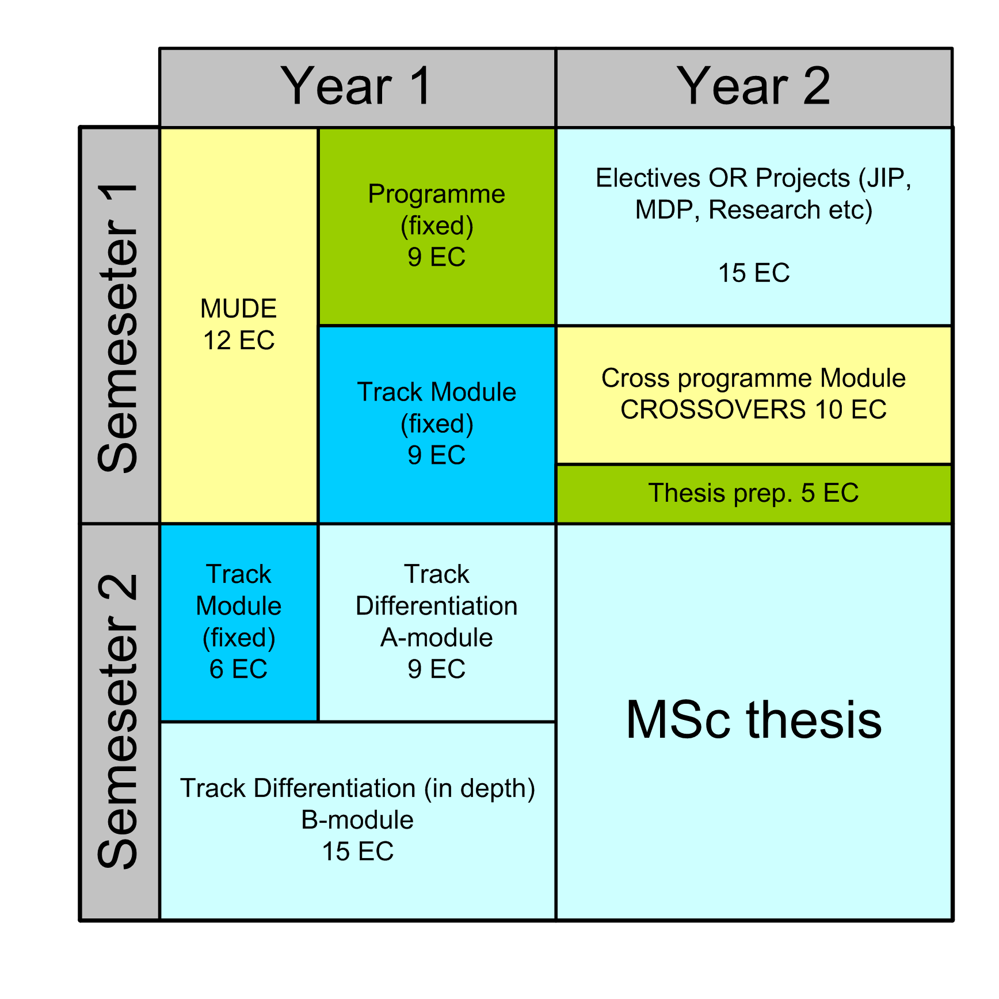 Year 1
Year 2
Semeseter 1
MUDE
12 EC
Programme
(fixed)
9 EC
Track Module
(fixed)
9 EC
Electives OR Projects (JIP,
MDP, Research etc)
15 EC
Cross programme Module
CROSSOVERS 10 EC
Thesis prep. 5 EC
Semeseter 2
Track
Module
(fixed)
6 EC
Track
Differentiation
A-module
9 EC
Track Differentiation (in depth)
B-module
15 EC
MSc thesis